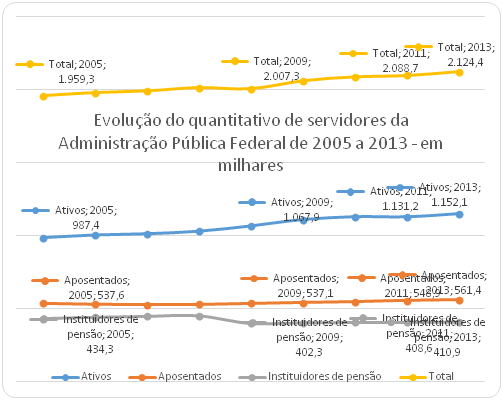 Total; 2005;
1.959,3
Total; 2009;
2.007,3
Total; 2011;
2.088,7
Total; 2013;
2.124,4
Evolução do quantitativo de servidores da
Administração Pública Federal de 2005 a 2013 - em
milhares
Ativos; 2005;
987,4
Ativos; 2009;
1.067,9
Ativos; 2011;
1.131,2
Ativos; 2013;
1.152,1
Aposentados;
2005; 537,6
Aposentados;
2009; 537,1
Aposentados;
2011; 548,9
Aposentados;
2013; 561,4
Instituidores de
pensão; 2005;
434,3
Instituidores de
pensão; 2009;
402,3
Instituidores de
pensão; 2011;
408,6
Instituidores de
pensão; 2013;
410,9
Ativos Aposentados Instituidores de pensão Total